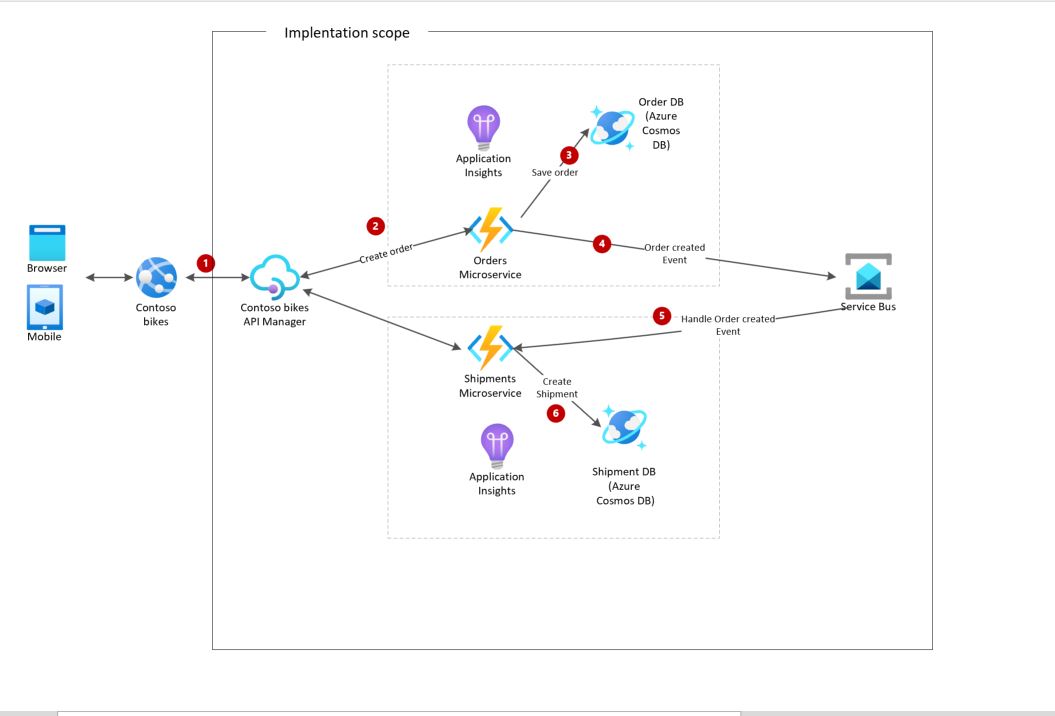 Implentation scope
Order DB
(Azure
Cosmos
DB)
Application
Insights
3
Save order
2
Create order
4
Order created
Event
Orders
Microservice
Browser
1
Contoso
bikes
Contoso bikes
API Manager
Mobile
Service Bus
5
Handle Order created
Event
Shipments
Microservice
Create
Shipment
6
Application
Insights
Shipment DB
(Azure
Cosmos DB)